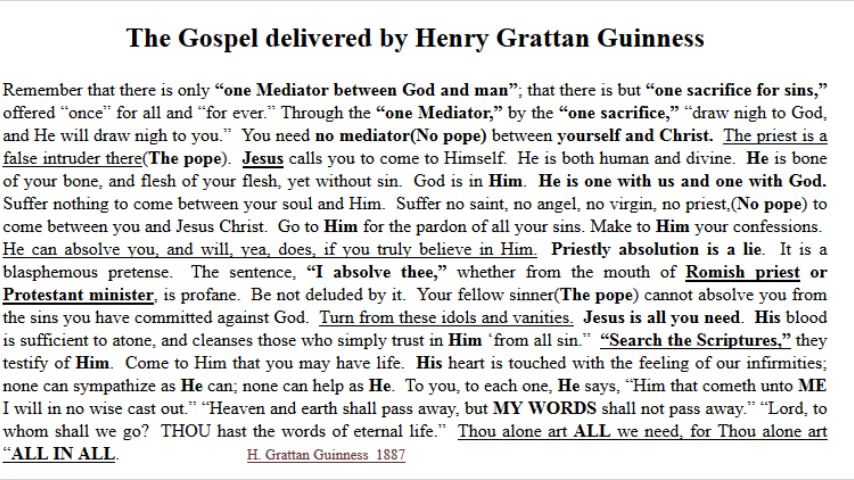 The Gospel delivered by Henry Grattan Guinness
Remember that there is only “one Mediator between God and man”; that there is but “one sacrifice for sins,”
offered “once” for all and “for ever.” Through the “one Mediator,” by the “one sacrifice,” “draw nigh to God,
and He will draw nigh to you.” You need no mediator(No pope) between yourself and Christ. The priest is a
false intruder there(The pope). Jesus calls you to come to Himself. He is both human and divine. He is bone
of your bone, and flesh of your flesh, yet without sin. God is in Him. He is one with us and one with God.
Suffer nothing to come between your soul and Him. Suffer no saint, no angel, no virgin, no priest,(No pope) to
come between you and Jesus Christ. Go to Him for the pardon of all your sins. Make to Him your confessions.
He can absolve you, and will, yea, does, if you truly believe in Him. Priestly absolution is a lie. It is a
blasphemous pretense. The sentence, “I absolve thee,” whether from the mouth of Romish priest or
Protestant minister, is profane. Be not deluded by it. Your fellow sinner(The pope) cannot absolve you from
the sins you have committed against God. Turn from these idols and vanities. Jesus is all you need. His blood
is sufficient to atone, and cleanses those who simply trust in Him ‘from all sin.” “Search the Scriptures,” they
testify of Him. Come to Him that you may have life. His heart is touched with the feeling of our infirmities;
none can sympathize as He can; none can help as He. To you, to each one, He says, “Him that cometh unto ME
I will in no wise cast out.” “Heaven and earth shall pass away, but MY WORDS shall not pass away.” “Lord, to
whom shall we go? THOU hast the words of eternal life.” Thou alone art ALL we need, for Thou alone art
“ALL IN ALL. H. Grattan Guinness 1887